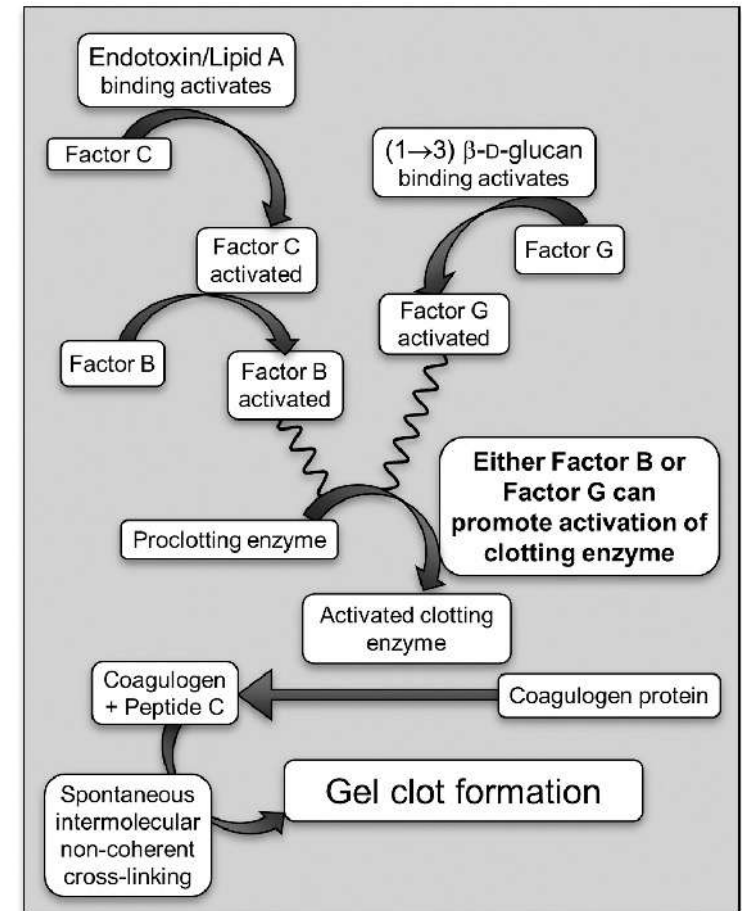 Endotoxin/Lipid A
binding activates
Factor C
(1→3) β-D-glucan
binding activates
Factor G
Factor C
activated
Factor G
activated
Factor B
Factor B
activated
Either Factor B or
Factor G can
promote activation of
clotting enzyme
Proclotting enzyme
Activated clotting
enzyme
Coagulogen
+ Peptide C
Coagulogen protein
Spontaneous
intermolecular
non-coherent
cross-linking
Gel clot formation